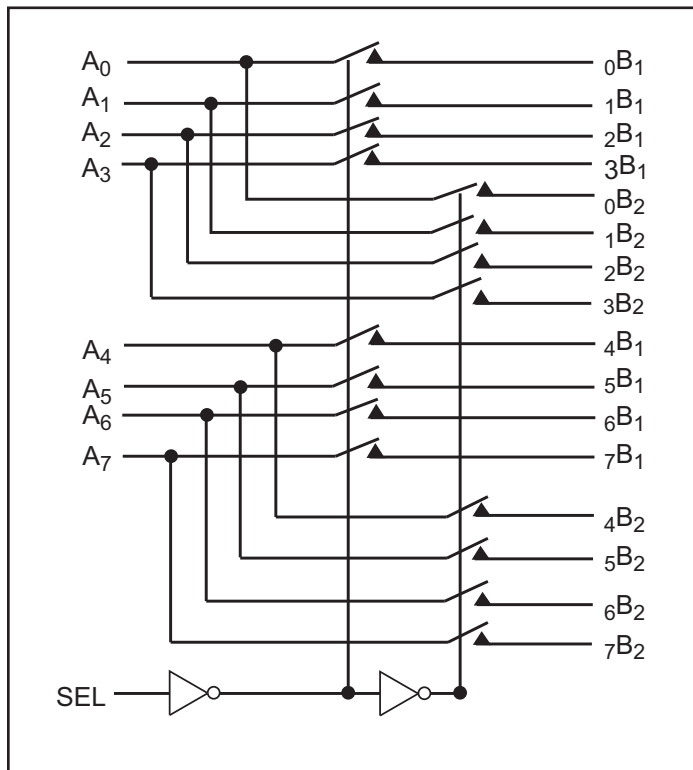 A₀ ₀B₁
A₁ ₁B₁
A₂ ₂B₁
A₃ ₃B₁
₀B₂
₁B₂
₂B₂
₃B₂
A₄ ₄B₁
A₅ ₅B₁
A₆ ₆B₁
A₇ ₇B₁
₄B₂
₅B₂
₆B₂
₇B₂
SEL